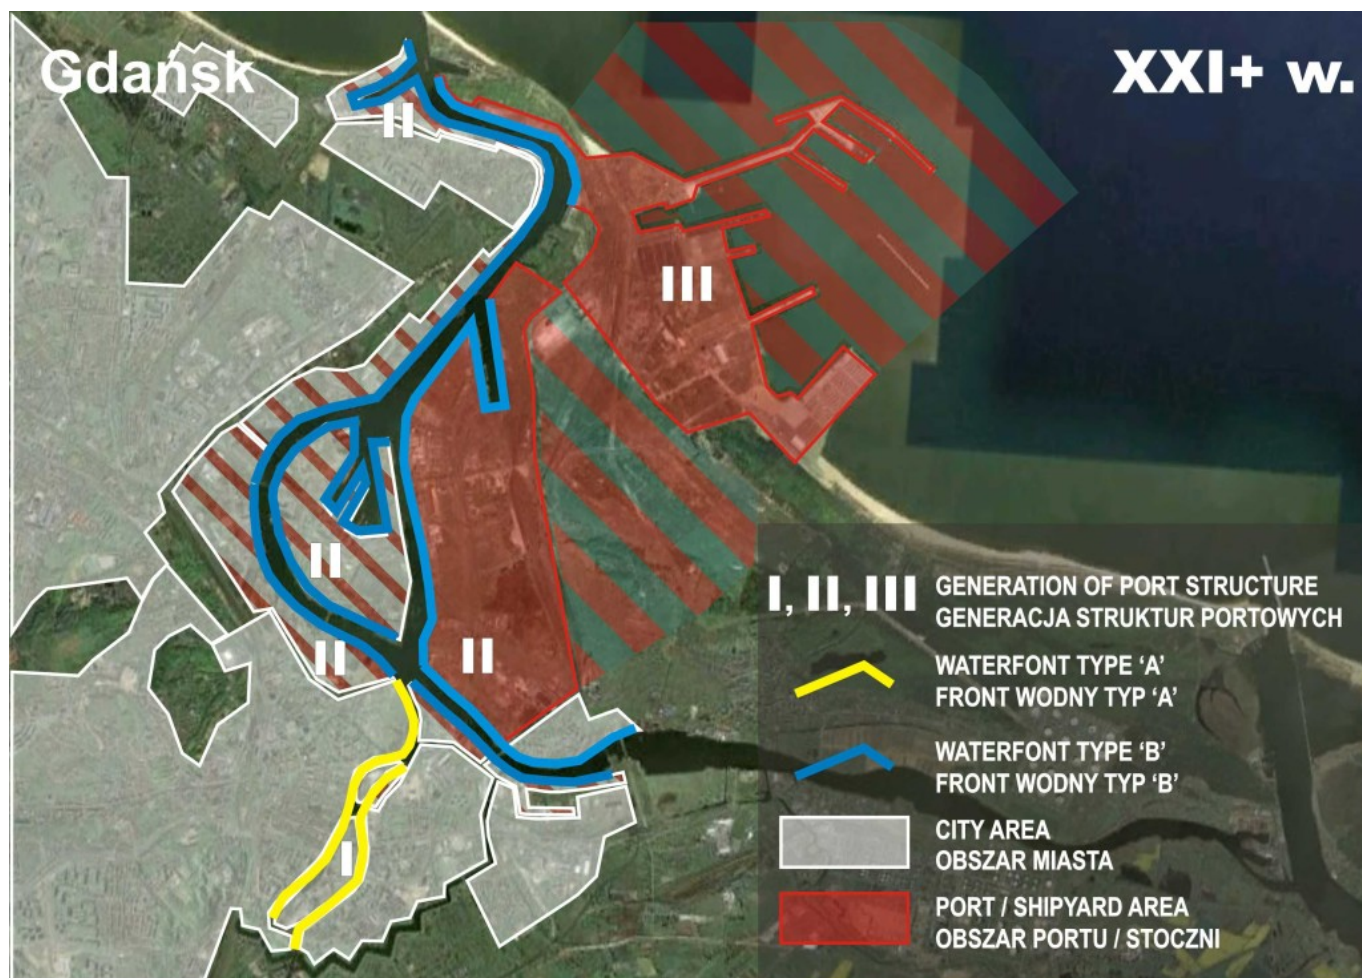 Gdańsk
XXI+ w.
II
III
II
II
II
I
I, II, III
GENERATION OF PORT STRUCTURE
GENERACJA STRUKTUR PORTOWYCH
WATERFONT TYPE ‘A’
FRONT WODNY TYP ‘A’
WATERFONT TYPE ‘B’
FRONT WODNY TYP ‘B’
CITY AREA
OBSZAR MIASTA
PORT / SHIPYARD AREA
OBSZAR PORTU / STOCZNI